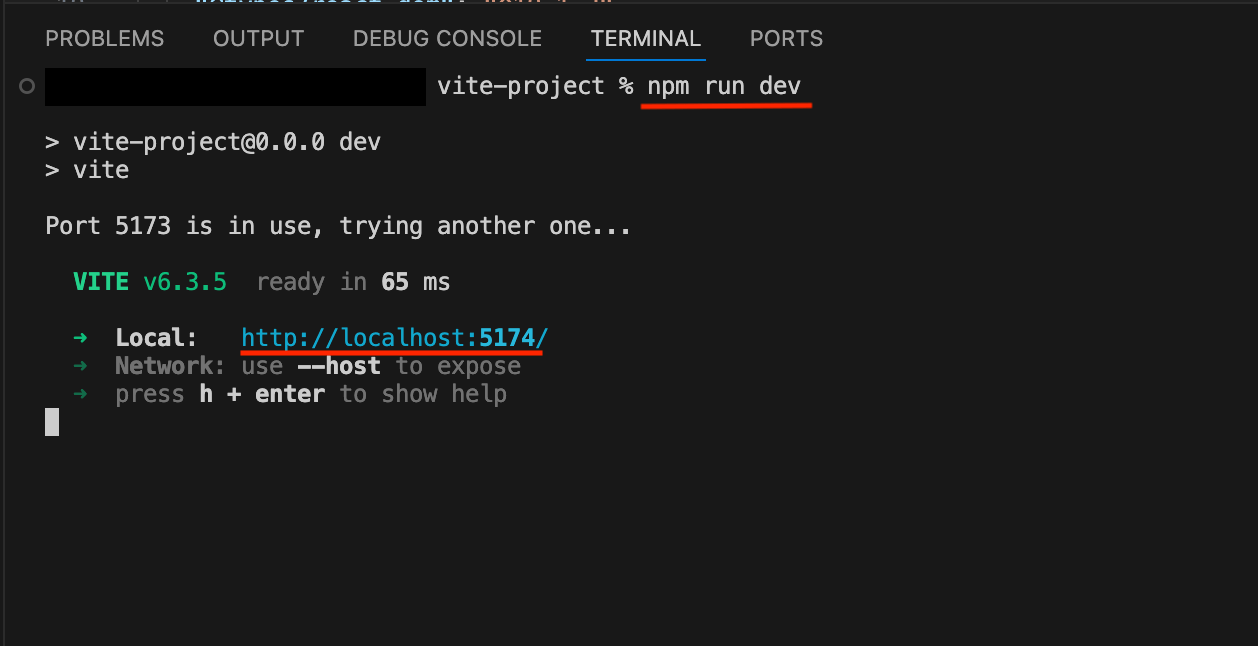 PROBLEMS OUTPUT DEBUG CONSOLE TERMINAL PORTS
vite-project % npm run dev
> vite-project@0.0.0 dev
> vite
Port 5173 is in use, trying another one...
VITE v6.3.5 ready in 65 ms
➜ Local: http://localhost:5174/
➜ Network: use --host to expose
➜ press h + enter to show help